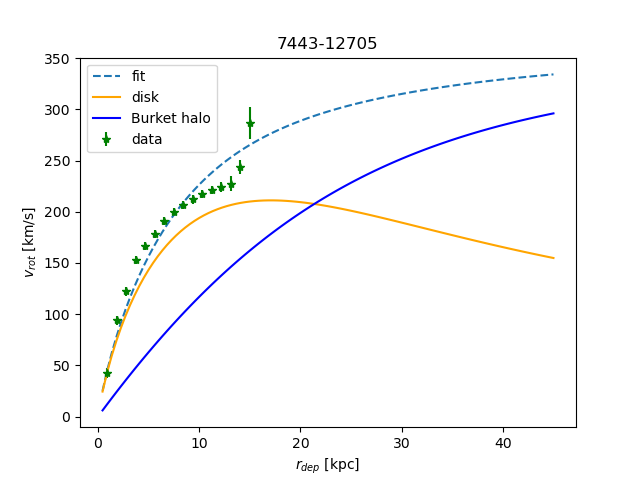 7443-12705
350
300
250
200
150
100
50
0
v_rot [km/s]
fit
disk
Burket halo
data
0 10 20 30 40
r_dep [kpc]